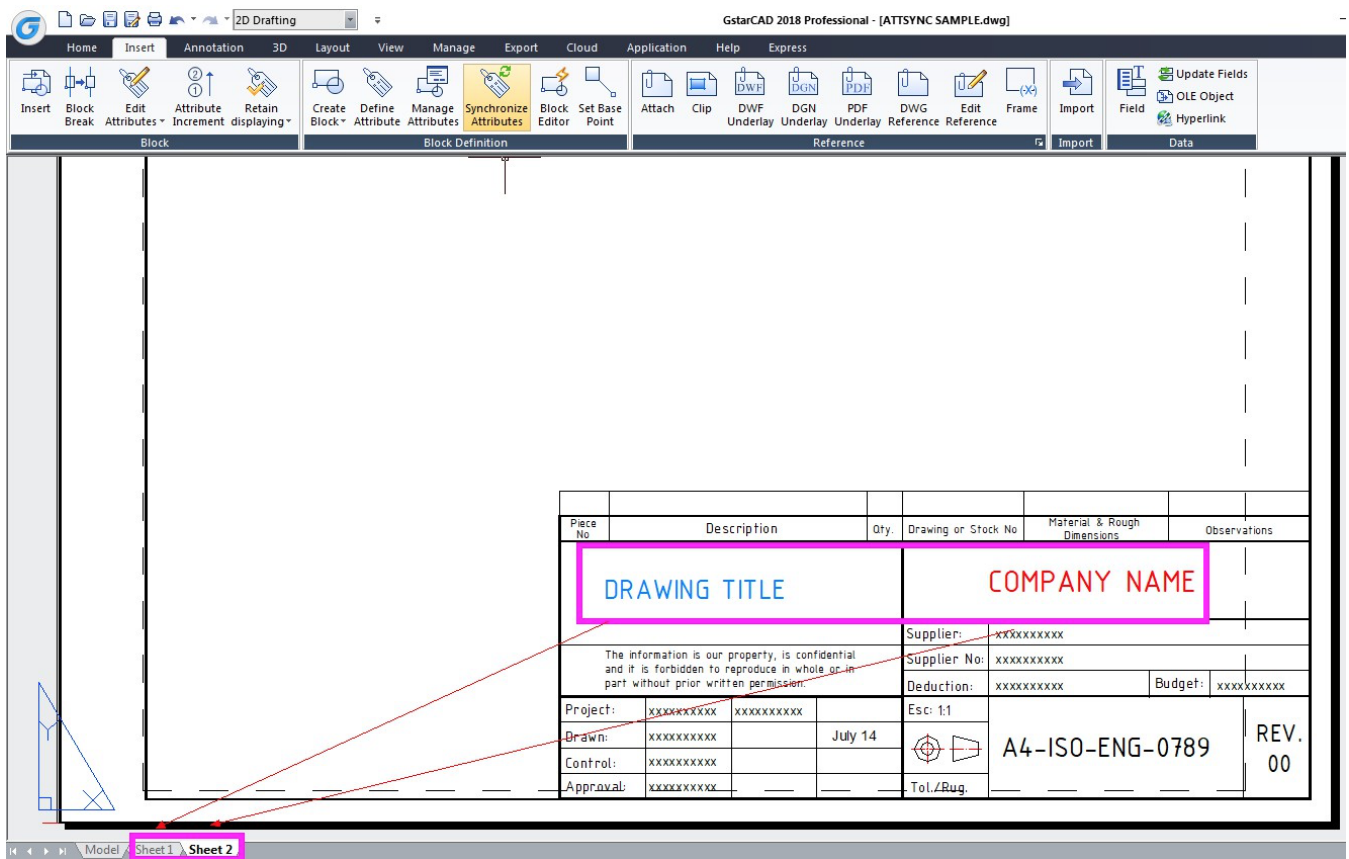 2D Drafting
GstarCAD 2018 Professional - [ATTSYNC SAMPLE.dwg]
Home Insert Annotation 3D Layout View Manage Export Cloud Application Help Express
Insert
Block Break
Edit Attributes
Attribute Increment
Retain displaying
Create Block
Define Attribute
Manage Attributes
Synchronize Attributes
Block Editor
Set Base Point
Attach
Clip
DWF
DWF Underlay
DGN
DGN Underlay
PDF
PDF Underlay
DWG Reference
Edit Reference
Frame
Import
Field
Update Fields
OLE Object
Hyperlink
Block Block Definition Reference Import Data
Piece No
Description
Qty.
Drawing or Stock No
Material & Rough Dimensions
Observations
DRAWING TITLE
COMPANY NAME
Supplier: xxxxxxxxxx
The information is our property, is confidential
and it is forbidden to reproduce in whole or in
part without prior written permission.
Supplier No: xxxxxxxxxx
Deduction: xxxxxxxxxx Budget: xxxxxxxxxx
Project: xxxxxxxxxx xxxxxxxxxx
Drawn: xxxxxxxxxx July 14
Control: xxxxxxxxxx
Approval: xxxxxxxxxx
Esc: 1:1
A4-ISO-ENG-0789
REV.
00
Tol./Rug.
Y
X
Model Sheet 1 Sheet 2